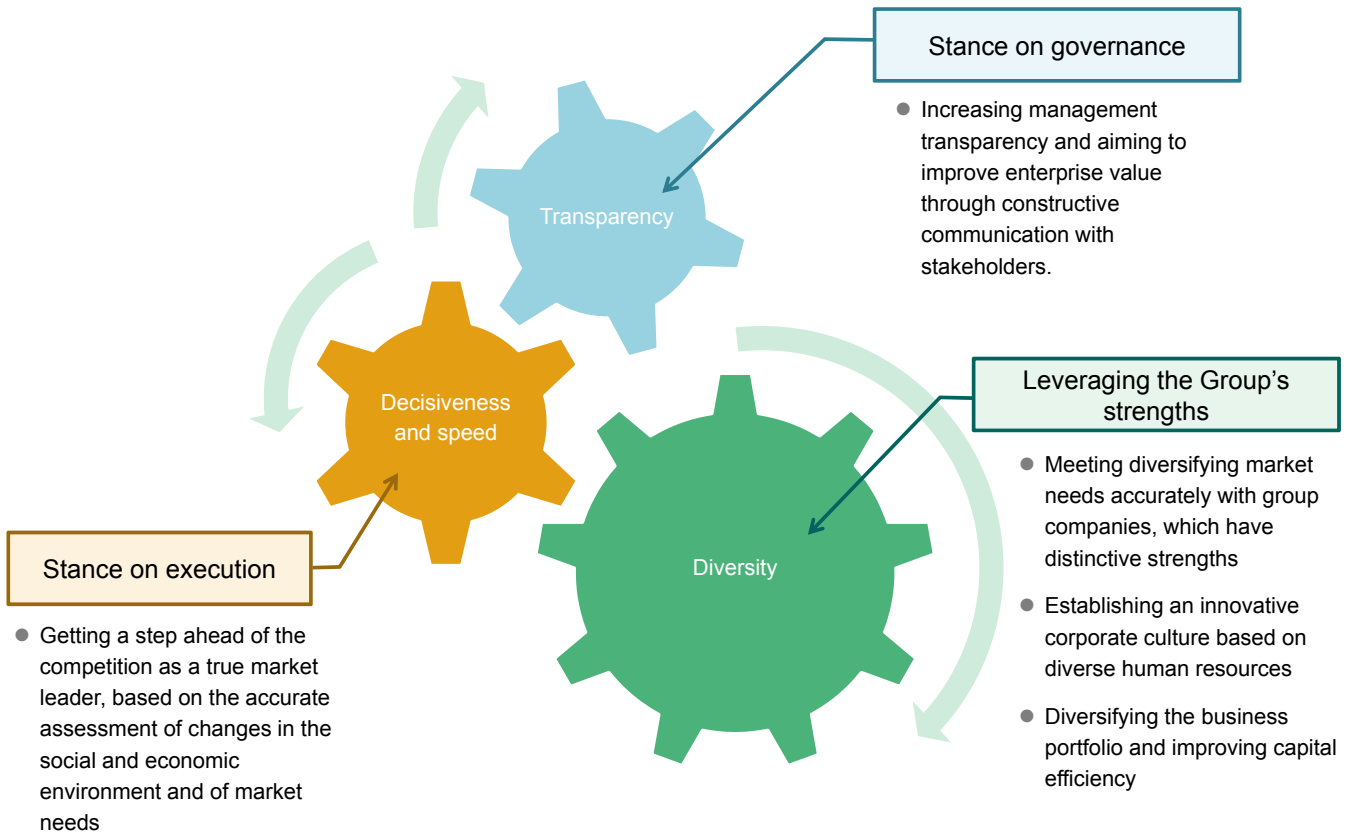 Stance on governance
● Increasing management
transparency and aiming to
improve enterprise value
through constructive
communication with
stakeholders.
Transparency
Decisiveness
and speed
Leveraging the Group’s
strengths
● Meeting diversifying market
needs accurately with group
companies, which have
distinctive strengths
● Establishing an innovative
corporate culture based on
diverse human resources
● Diversifying the business
portfolio and improving capital
efficiency
Diversity
Stance on execution
● Getting a step ahead of the
competition as a true market
leader, based on the accurate
assessment of changes in the
social and economic
environment and of market
needs